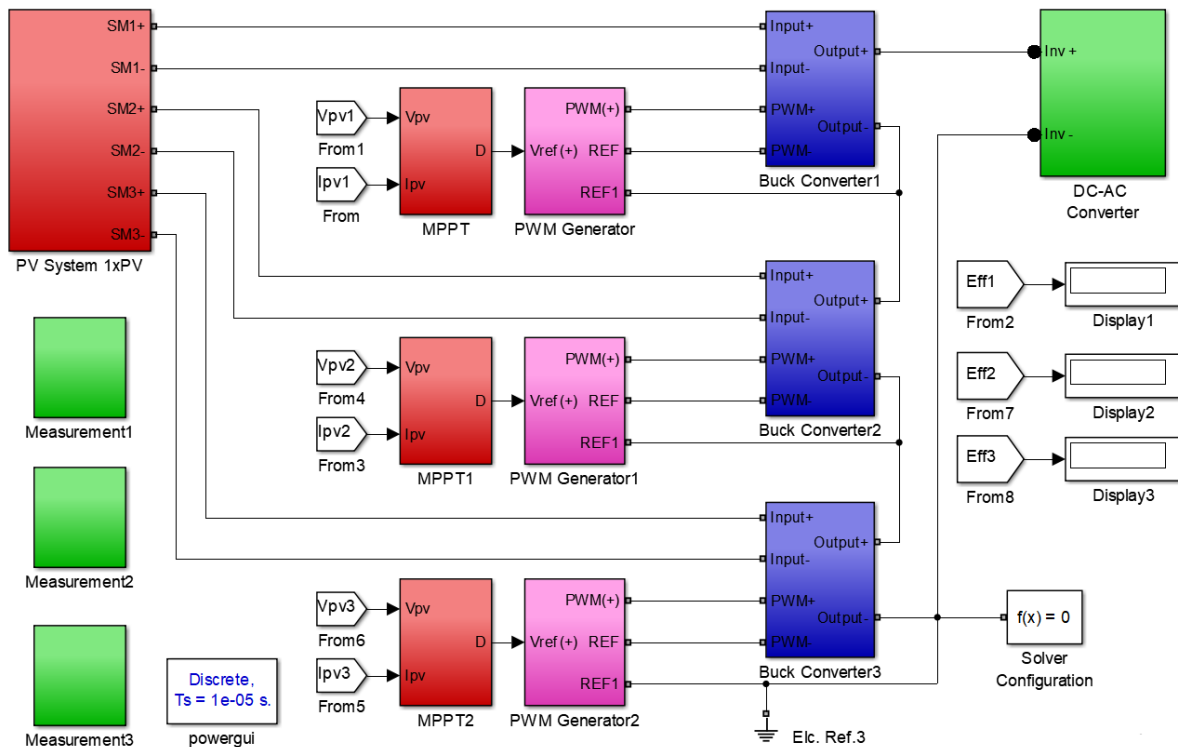 SM1+
SM1-
SM2+
SM2-
SM3+
SM3-
PV System 1xPV
Vpv1
From1
Ipv1
From
Vpv
Ipv
D
MPPT
PWM(+)
Vref(+) REF
REF1
PWM Generator
Input+
Output+
Input-
PWM+
Output-
PWM-
Buck Converter1
Inv +
Inv -
DC-AC
Converter
Vpv2
From4
Ipv2
From3
Vpv
D
Ipv
MPPT1
PWM(+)
Vref(+) REF
REF1
PWM Generator1
Input+
Output+
Input-
PWM+
Output-
PWM-
Buck Converter2
Eff1
From2
Display1
Eff2
From7
Display2
Eff3
From8
Display3
Measurement1
Measurement2
Measurement3
Discrete,
Ts = 1e-05 s.
powergui
Vpv3
From6
Ipv3
From5
Vpv
D
Ipv
MPPT2
PWM(+)
Vref(+) REF
REF1
PWM Generator2
Input+
Output+
Input-
PWM+
Output-
PWM-
Buck Converter3
f(x) = 0
Solver
Configuration
Elc. Ref.3